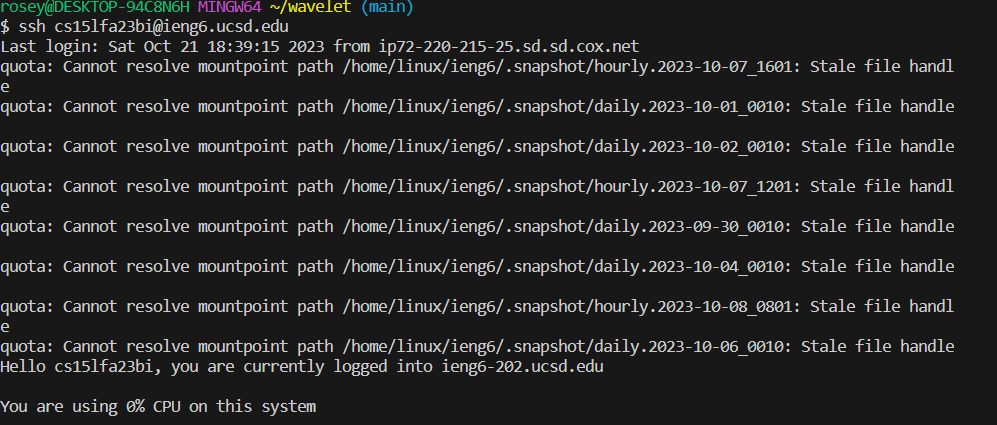 rosey@DESKTOP-94C8N6H MINGW64 ~/wavelet (main)
$ ssh cs15lfa23bi@ieng6.ucsd.edu
Last login: Sat Oct 21 18:39:15 2023 from ip72-220-215-25.sd.sd.cox.net
quota: Cannot resolve mountpoint path /home/linux/ieng6/.snapshot/hourly.2023-10-07_1601: Stale file handl
e
quota: Cannot resolve mountpoint path /home/linux/ieng6/.snapshot/daily.2023-10-01_0010: Stale file handle
quota: Cannot resolve mountpoint path /home/linux/ieng6/.snapshot/daily.2023-10-02_0010: Stale file handle
quota: Cannot resolve mountpoint path /home/linux/ieng6/.snapshot/hourly.2023-10-07_1201: Stale file handl
e
quota: Cannot resolve mountpoint path /home/linux/ieng6/.snapshot/daily.2023-09-30_0010: Stale file handle
quota: Cannot resolve mountpoint path /home/linux/ieng6/.snapshot/daily.2023-10-04_0010: Stale file handle
quota: Cannot resolve mountpoint path /home/linux/ieng6/.snapshot/hourly.2023-10-08_0801: Stale file handl
e
quota: Cannot resolve mountpoint path /home/linux/ieng6/.snapshot/daily.2023-10-06_0010: Stale file handle
Hello cs15lfa23bi, you are currently logged into ieng6-202.ucsd.edu
You are using 0% CPU on this system